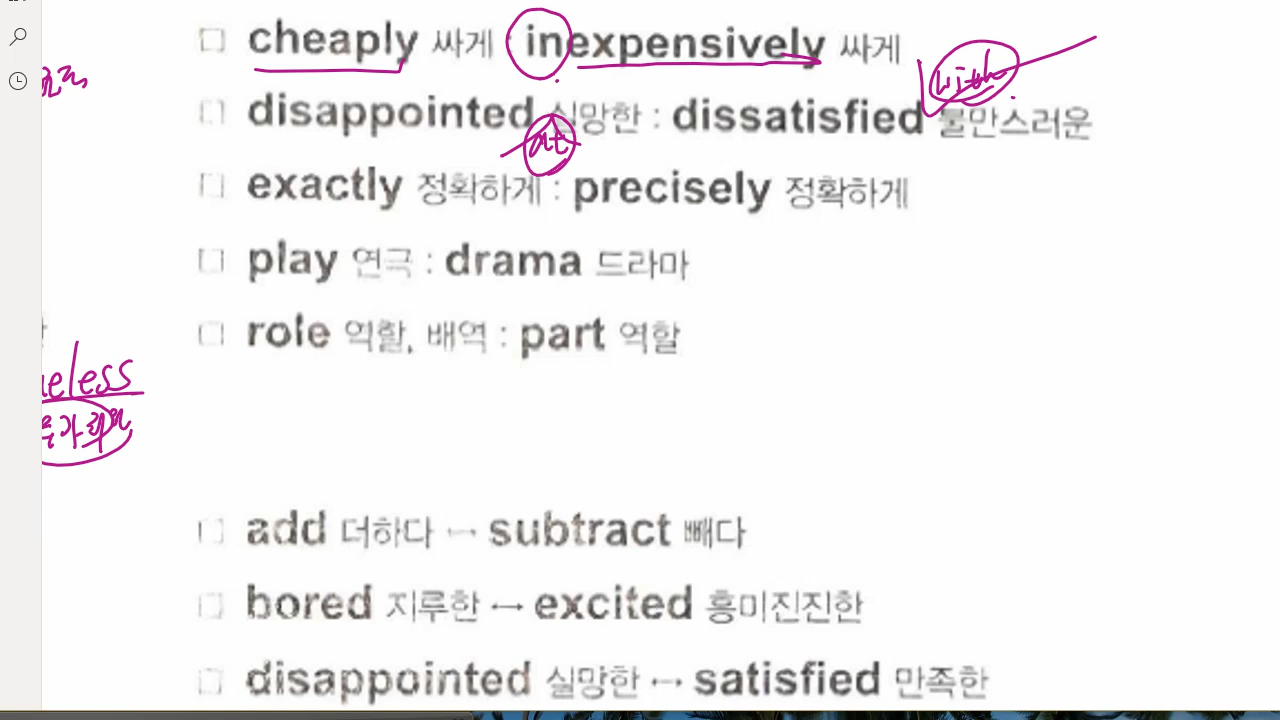 cheaply 싸게 : inexpensively 싸게
with
disappointed 실망한 : dissatisfied 불만스러운
at
exactly 정확하게 : precisely 정확하게
play 연극 : drama 드라마
role 역할, 배역 : part 역할
eless
add 더하다 ↔ subtract 빼다
bored 지루한 ↔ excited 흥미진진한
disappointed 실망한 ↔ satisfied 만족한